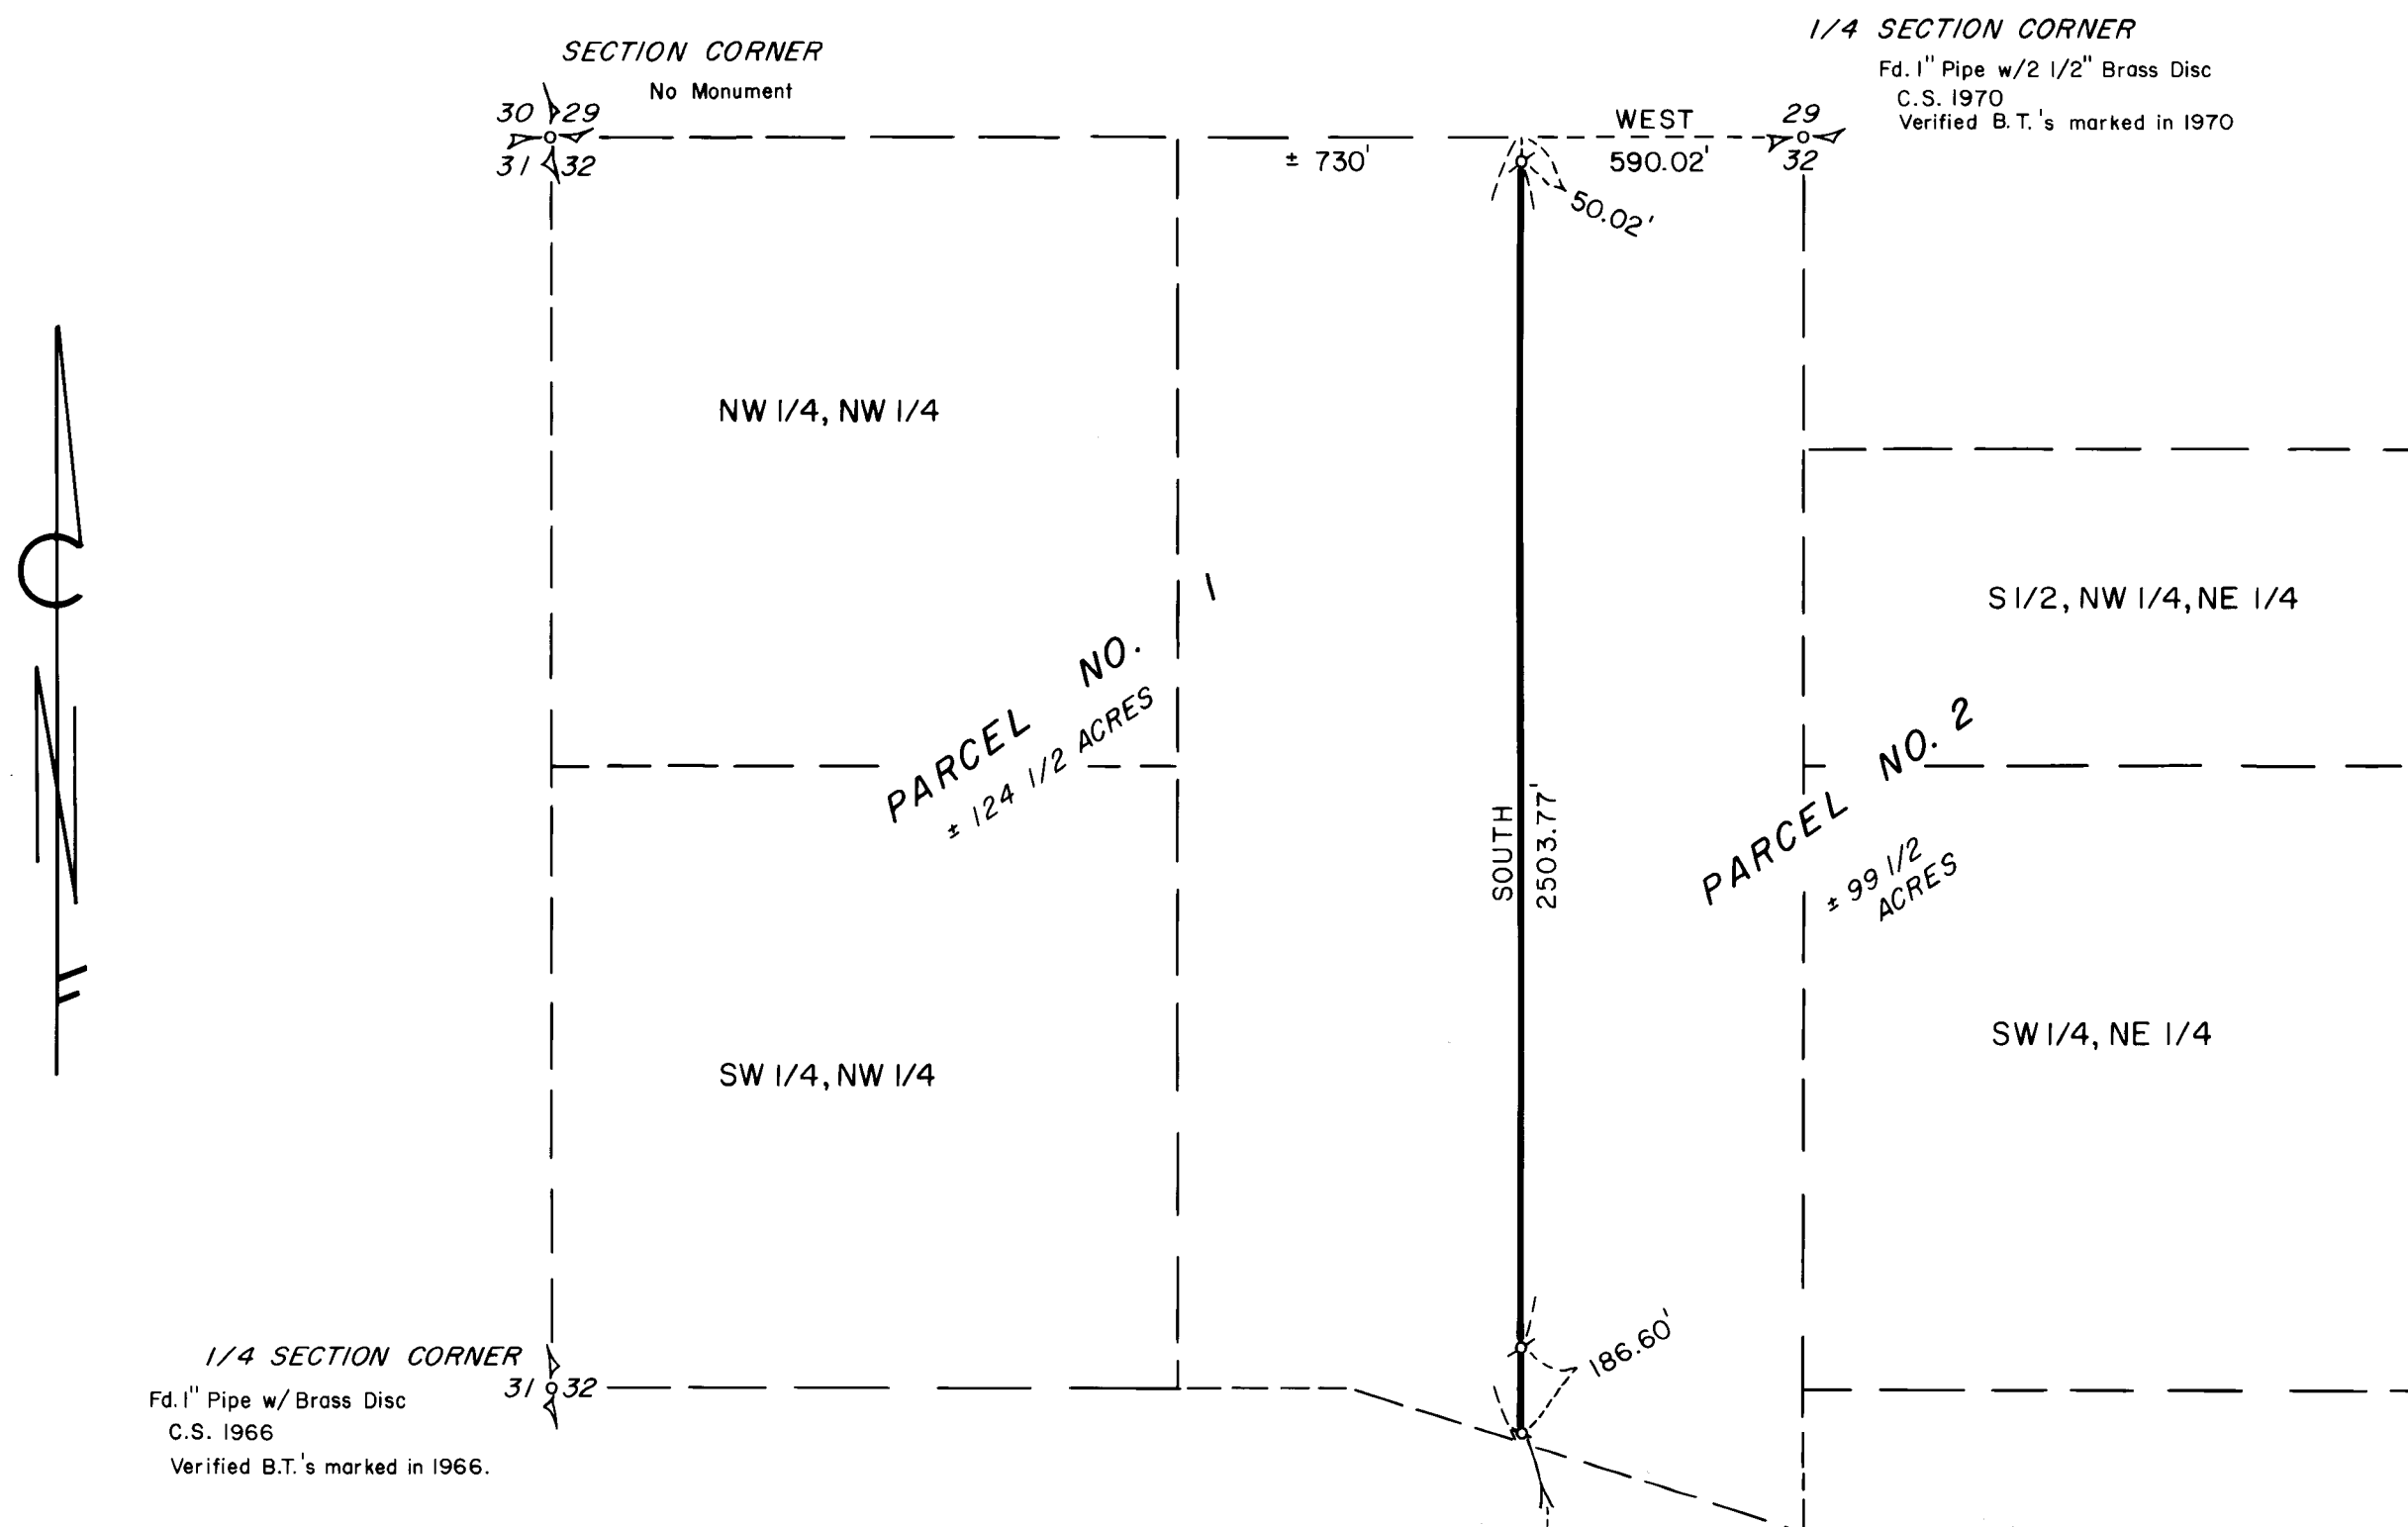 SECTION CORNER
No Monument
30 29
31 32
1/4 SECTION CORNER
Fd. 1" Pipe w/2 1/2" Brass Disc
C.S. 1970
Verified B.T.'s marked in 1970
29
32
WEST
590.02'
± 730'
50.02'
NW 1/4, NW 1/4
S 1/2, NW 1/4, NE 1/4
PARCEL NO. 1
± 124 1/2 ACRES
SOUTH
2503.77'
PARCEL NO. 2
± 99 1/2
ACRES
SW 1/4, NW 1/4
SW 1/4, NE 1/4
186.60'
1/4 SECTION CORNER
31 32
Fd. 1" Pipe w/ Brass Disc
C.S. 1966
Verified B.T.'s marked in 1966.
N